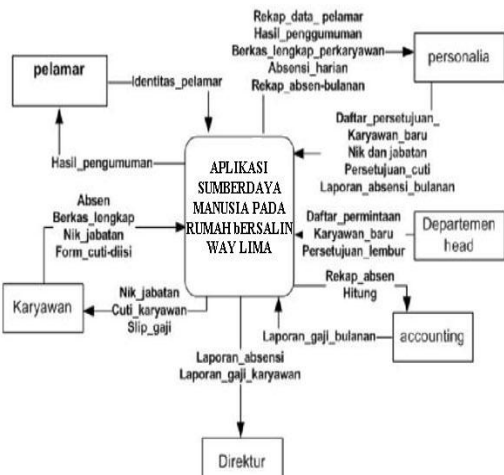 Rekap_data_ pelamar
Hasil_penggumuman
Berkas_lengkap_perkaryawan
Absensi_harian
Rekap_absen-bulanan
personalia
pelamar
Identitas_pelamar
Daftar_persetujuan_
Karyawan_baru
Nik dan jabatan
Persetujuan_cuti
Laporan_absensi_bulanan
Hasil_pengumuman
APLIKASI
SUMBERDAYA
MANUSIA PADA
RUMAH bERSALIN
WAY LIMA
Absen
Berkas_lengkap
Nik_jabatan
Form_cuti-diisi
Daftar_permintaan
Karyawan_baru
Persetujuan_lembur
Departemen
head
Karyawan
Nik_jabatan
Cuti_karyawan
Slip_gaji
Rekap_absen
Hitung
Laporan_gaji_bulanan
accounting
Laporan_absensi
Laporan_gaji_karyawan
Direktur